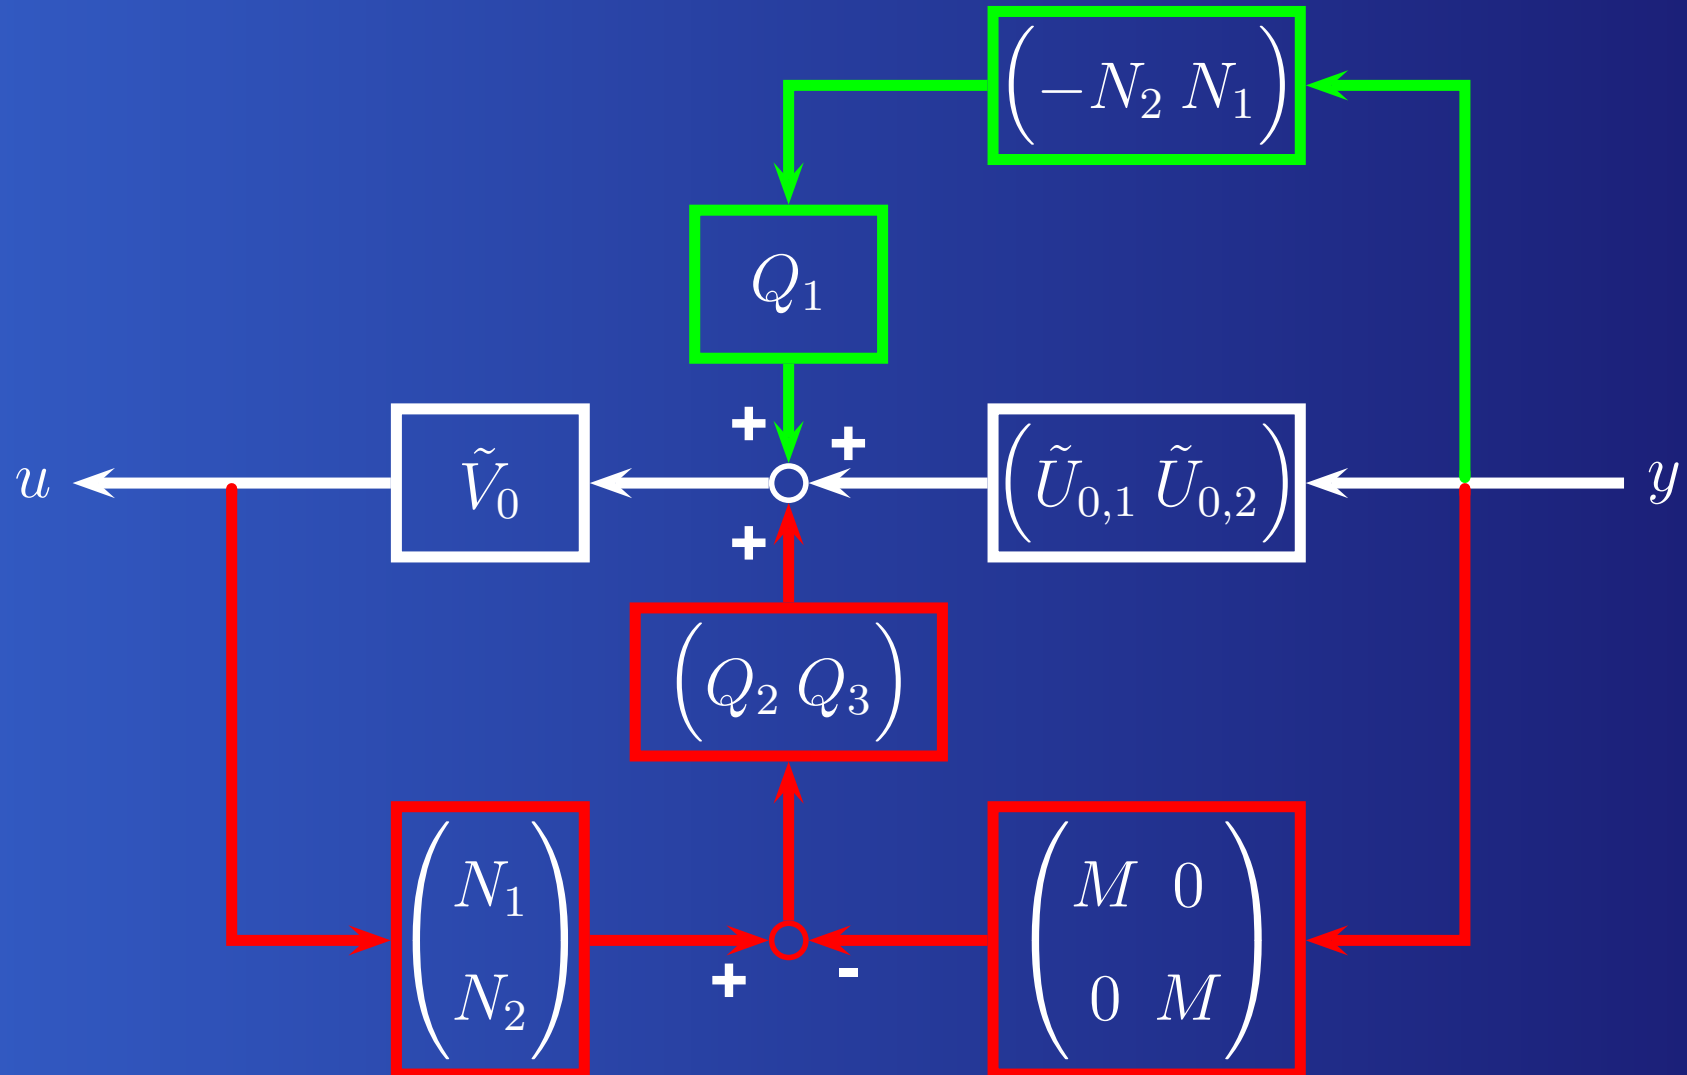 (−N₂ N₁)
Q₁
+ +
u Ṽ₀ (Ũ₀,₁ Ũ₀,₂) y
+
(Q₂ Q₃)
(N₁ N₂) (M 0 0 M)
+ -